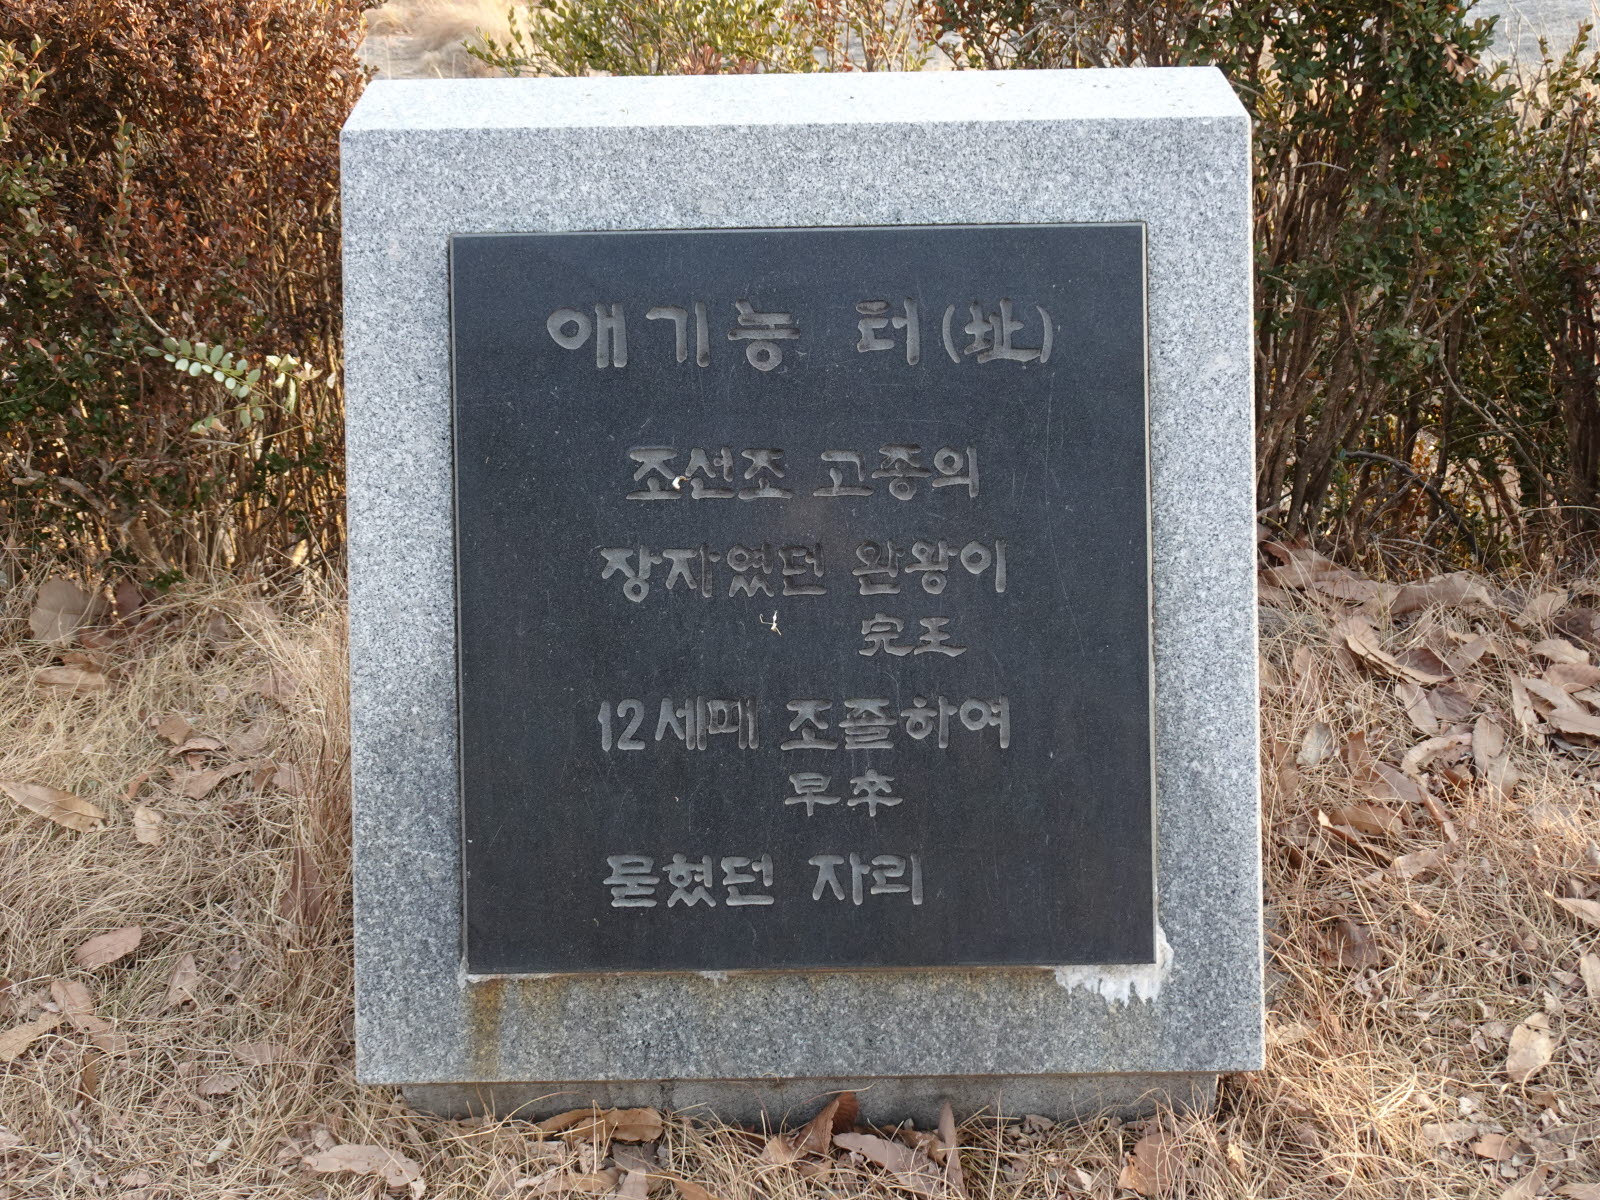 애기능 터(址)
조선조 고종의
장자였던 완왕이
完王
12세때 조졸하여
早卒
묻혔던 자리